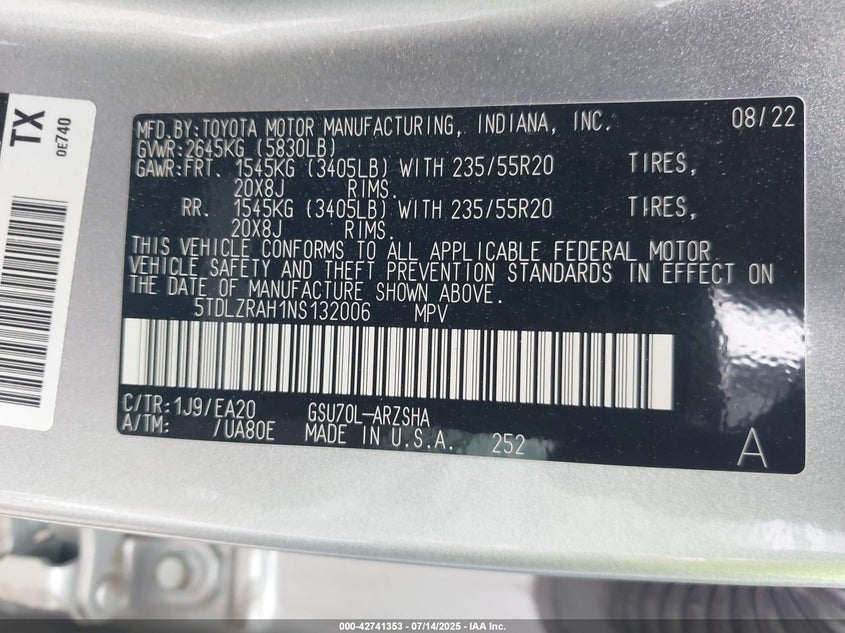 TX
0E740
MFD.BY:TOYOTA MOTOR MANUFACTURING, INDIANA, INC. 08/22
GVWR:2645KG (5830LB)
GAWR:FRT. 1545KG (3405LB) WITH 235/55R20 TIRES,
20X8J RIMS.
RR. 1545KG (3405LB) WITH 235/55R20 TIRES,
20X8J RIMS.
THIS VEHICLE CONFORMS TO ALL APPLICABLE FEDERAL MOTOR
VEHICLE SAFETY AND THEFT PREVENTION STANDARDS IN EFFECT ON
THE DATE OF MANUFACTURE SHOWN ABOVE.
5TDLZRAH1NS132006 MPV
C/TR:1J9/EA20 GSU70L-ARZSHA
A/TM: /UA80E MADE IN U.S.A. 252 A
000-42741353 - 07/14/2025 - IAA Inc.